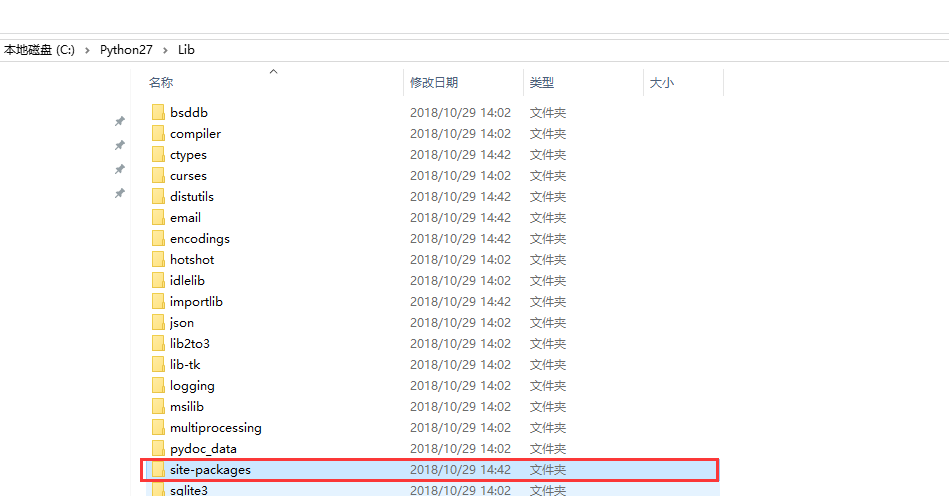 本地磁盘 (C:) > Python27 > Lib
名称 修改日期 类型 大小
bsddb 2018/10/29 14:02 文件夹
compiler 2018/10/29 14:02 文件夹
ctypes 2018/10/29 14:42 文件夹
curses 2018/10/29 14:02 文件夹
distutils 2018/10/29 14:42 文件夹
email 2018/10/29 14:42 文件夹
encodings 2018/10/29 14:42 文件夹
hotshot 2018/10/29 14:02 文件夹
idlelib 2018/10/29 14:02 文件夹
importlib 2018/10/29 14:42 文件夹
json 2018/10/29 14:02 文件夹
lib2to3 2018/10/29 14:02 文件夹
lib-tk 2018/10/29 14:02 文件夹
logging 2018/10/29 14:02 文件夹
msilib 2018/10/29 14:02 文件夹
multiprocessing 2018/10/29 14:02 文件夹
pydoc_data 2018/10/29 14:02 文件夹
site-packages 2018/10/29 14:42 文件夹
sqlite3 2018/10/29 14:02 文件夹